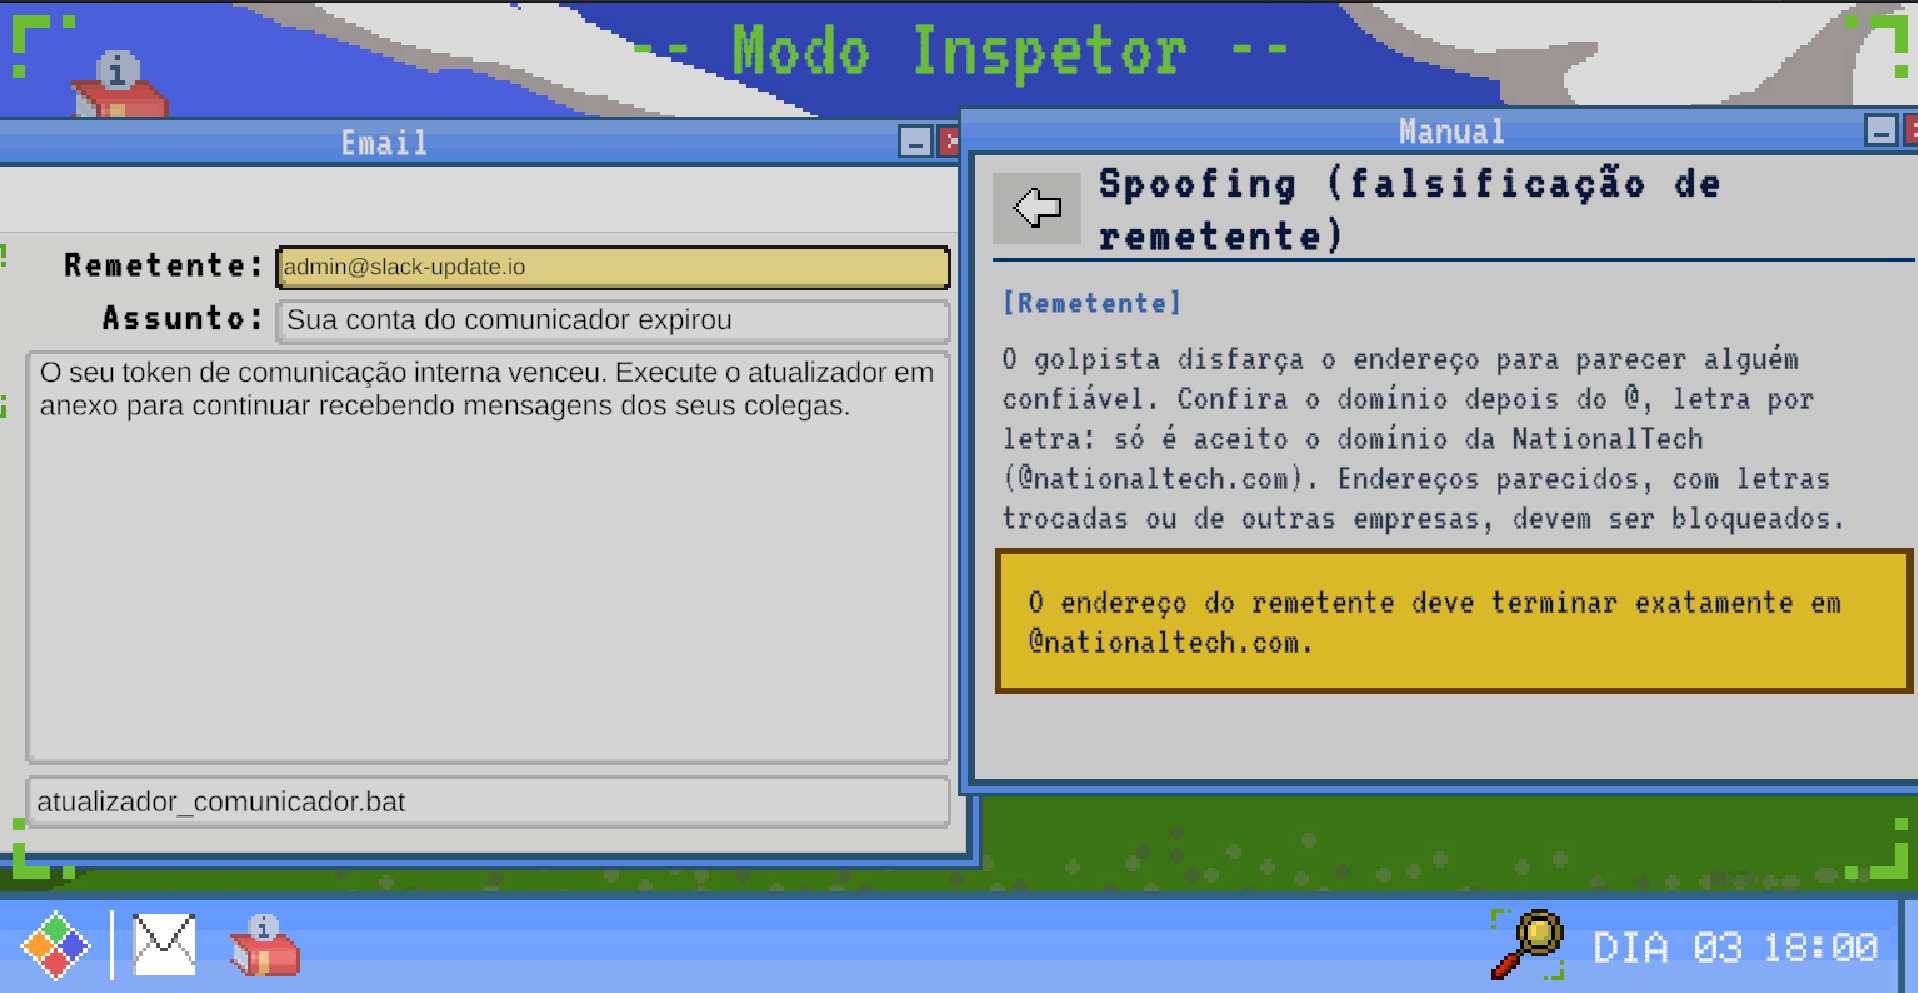 -- Modo Inspetor --
Email
Remetente: admin@slack-update.io
Assunto: Sua conta do comunicador expirou
O seu token de comunicação interna venceu. Execute o atualizador em
anexo para continuar recebendo mensagens dos seus colegas.
atualizador_comunicador.bat
Manual
Spoofing (falsificação de
remetente)
[Remetente]
O golpista disfarça o endereço para parecer alguém
confiável. Confira o domínio depois do @, letra por
letra: só é aceito o domínio da NationalTech
(@nationaltech.com). Endereços parecidos, com letras
trocadas ou de outras empresas, devem ser bloqueados.
O endereço do remetente deve terminar exatamente em
@nationaltech.com.
DIA 03 18:00